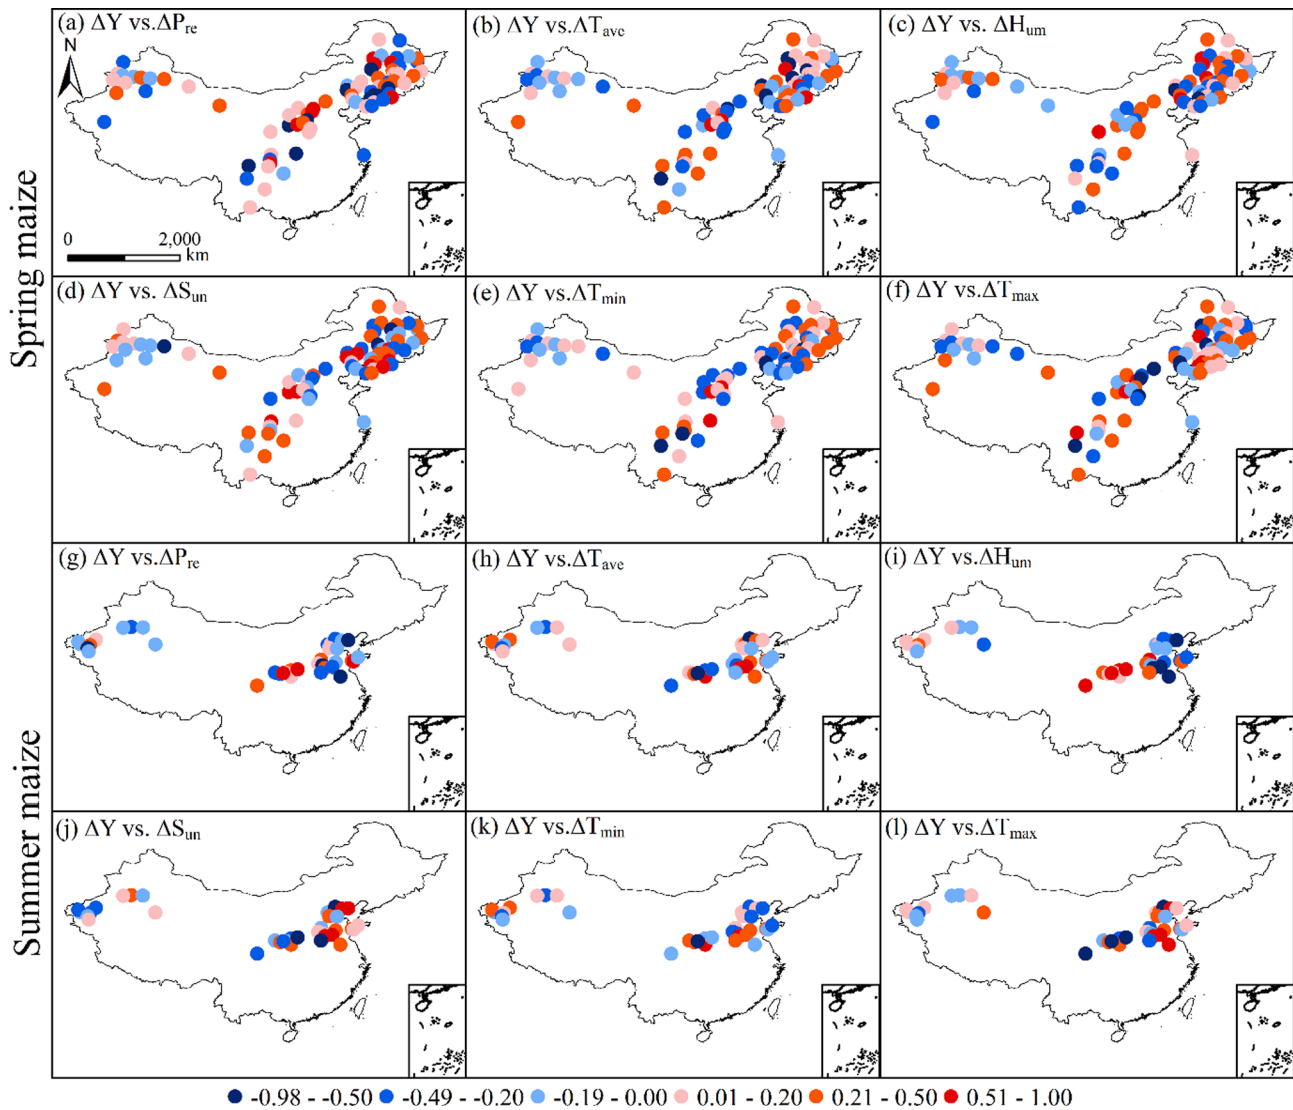 (a) ΔY vs.ΔPre
(b) ΔY vs.ΔTave
(c) ΔY vs. ΔHum
N
0 2,000
km
Spring maize
(d) ΔY vs. ΔSun
(e) ΔY vs.ΔTmin
(f) ΔY vs.ΔTmax
(g) ΔY vs.ΔPre
(h) ΔY vs.ΔTave
(i) ΔY vs.ΔHum
Summer maize
(j) ΔY vs. ΔSun
(k) ΔY vs.ΔTmin
(l) ΔY vs.ΔTmax
-0.98 - -0.50 -0.49 - -0.20 -0.19 - 0.00 0.01 - 0.20 0.21 - 0.50 0.51 - 1.00